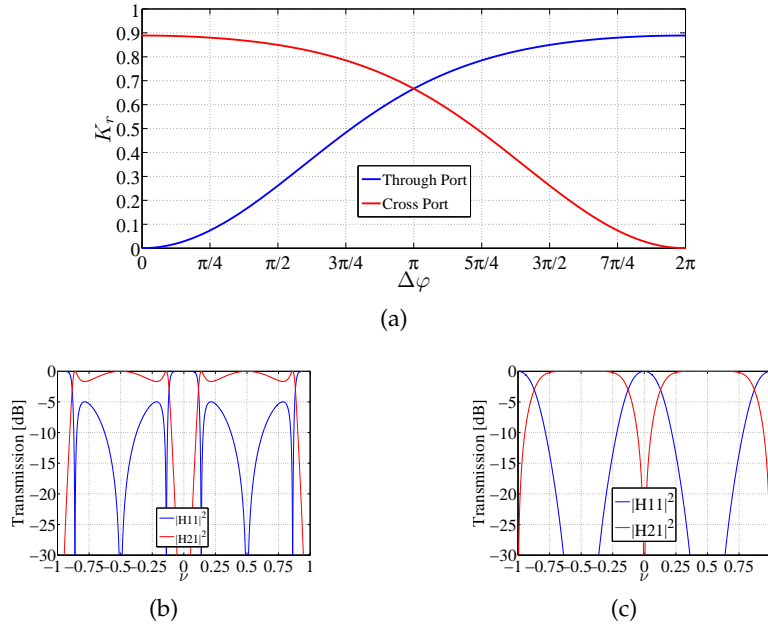 1
0.9
0.8
0.7
0.6
0.5
0.4
0.3
0.2
0.1
0
K_r
Through Port
Cross Port
0 π/4 π/2 3π/4 π 5π/4 3π/2 7π/4 2π
Δφ
(a)
0
−5
−10
−15
−20
−25
−30
Transmission [dB]
|H11|²
|H21|²
−1 −0.75 −0.5 −0.25 0 0.25 0.5 0.75 1
ν
(b)
0
−5
−10
−15
−20
−25
−30
Transmission [dB]
|H11|²
|H21|²
−1 −0.75 −0.5 −0.25 0 0.25 0.5 0.75
ν
(c)